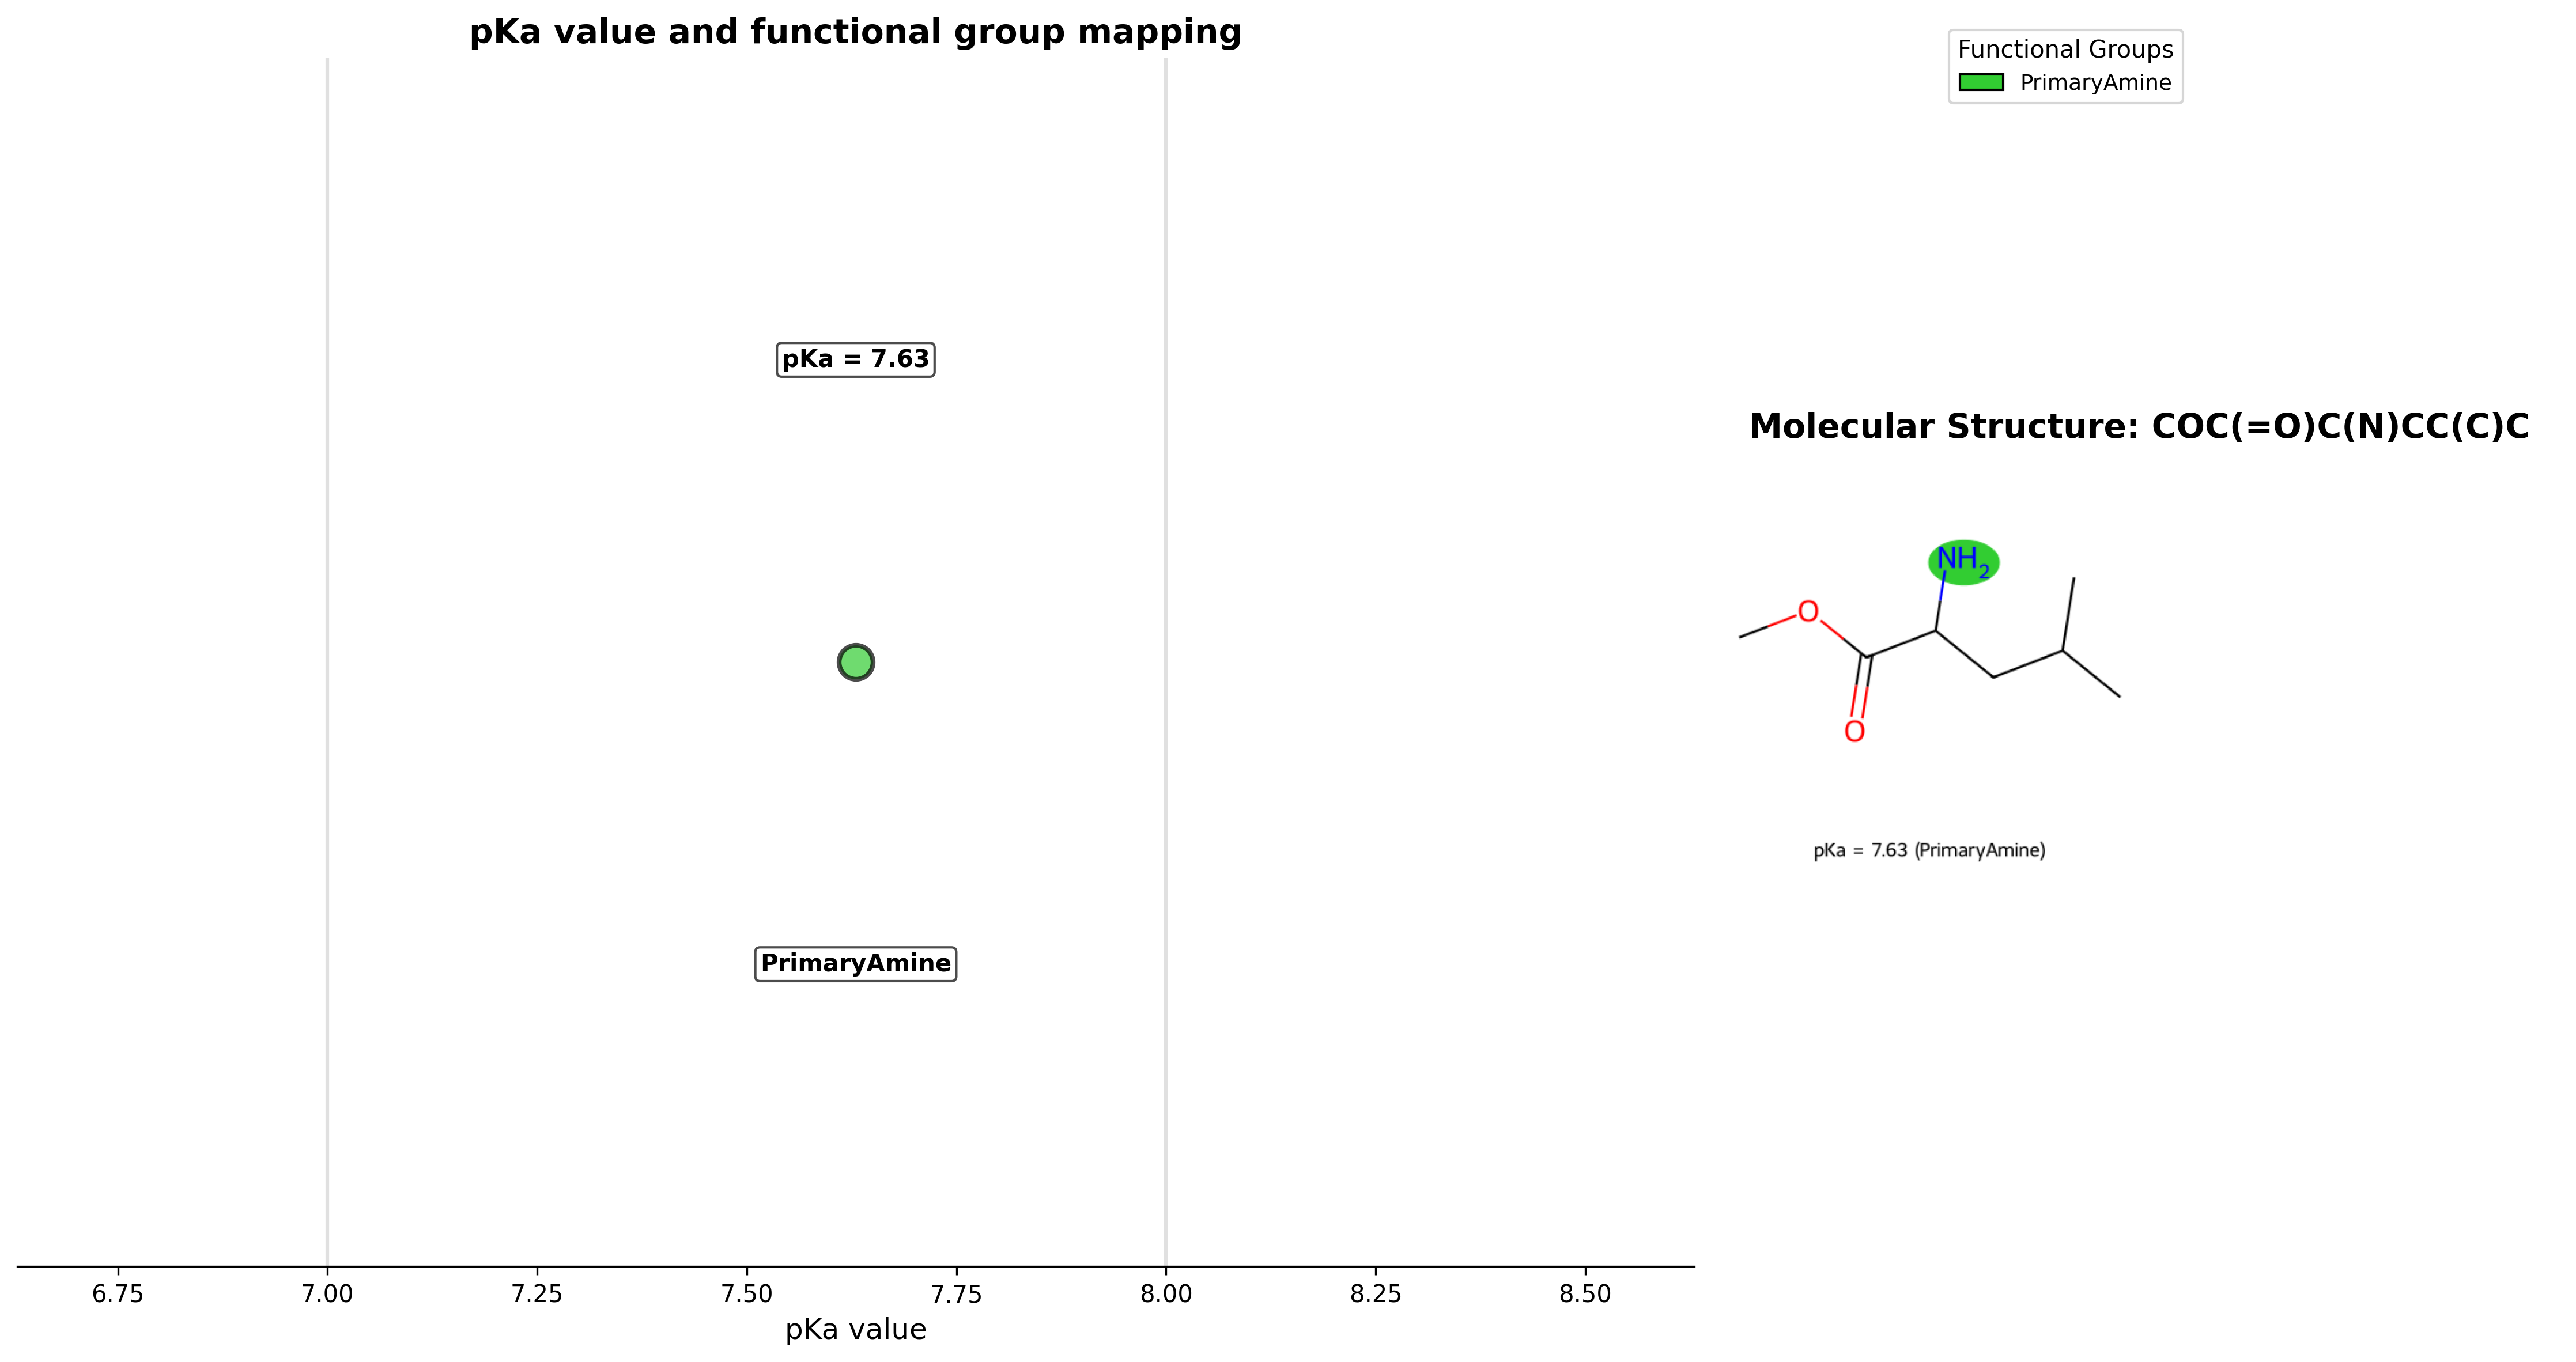 pKa value and functional group mapping
pKa = 7.63
PrimaryAmine
6.75 7.00 7.25 7.50 7.75 8.00 8.25 8.50
pKa value
Functional Groups
PrimaryAmine
Molecular Structure: COC(=O)C(N)CC(C)C
NH2
O
O
pKa = 7.63 (PrimaryAmine)